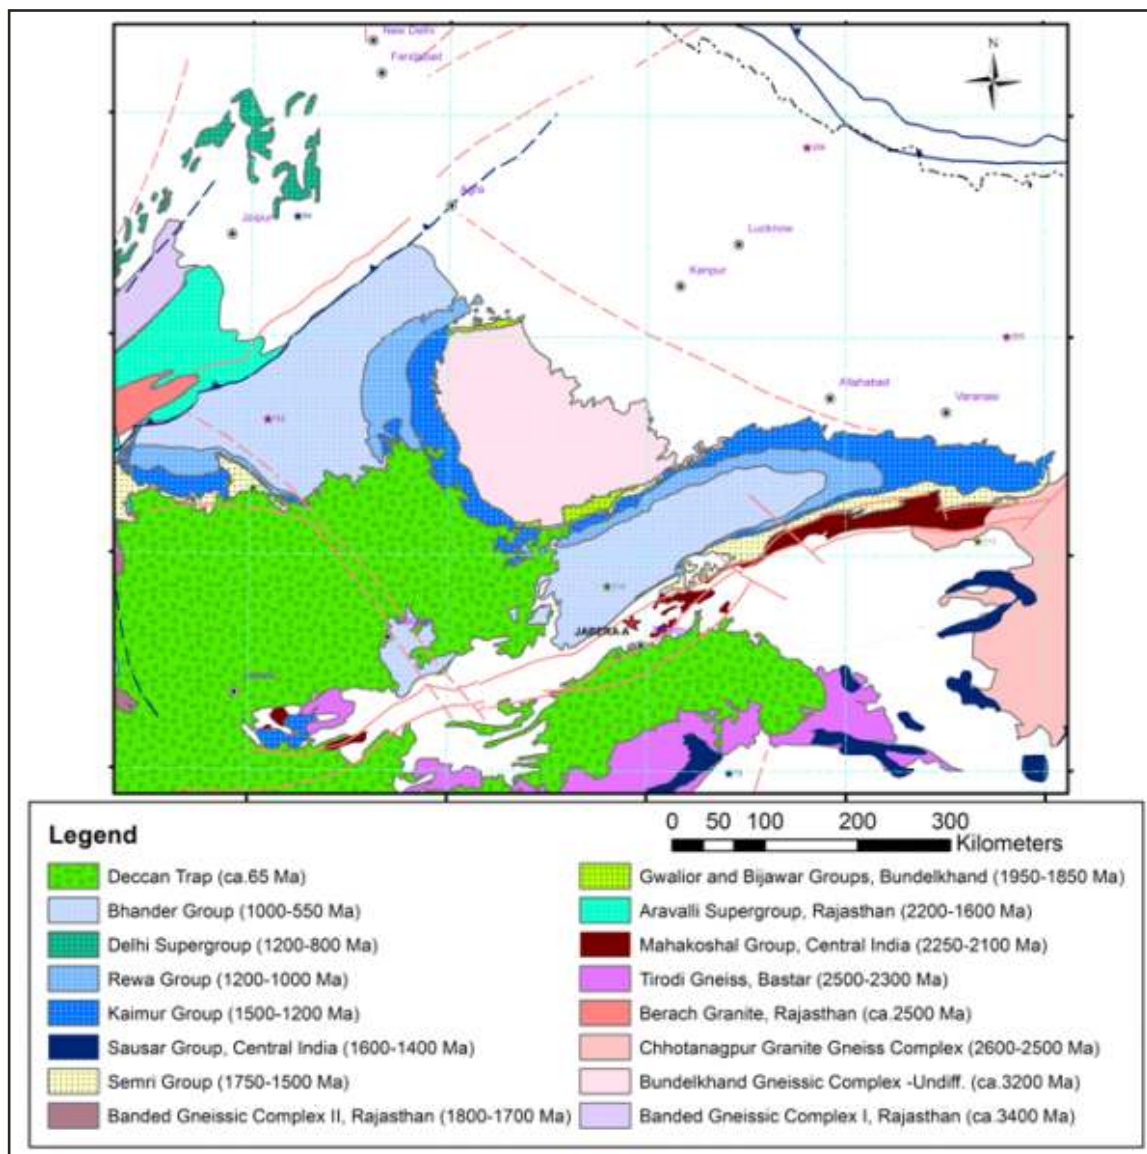 New Delhi
Faridabad
N
Agra
Jaipur
Lucknow
Kanpur
Allahabad
Varanasi
JABERA A
Legend
0 50 100 200 300
Kilometers
Deccan Trap (ca.65 Ma)
Bhander Group (1000-550 Ma)
Delhi Supergroup (1200-800 Ma)
Rewa Group (1200-1000 Ma)
Kaimur Group (1500-1200 Ma)
Sausar Group, Central India (1600-1400 Ma)
Semri Group (1750-1500 Ma)
Banded Gneissic Complex II, Rajasthan (1800-1700 Ma)
Gwalior and Bijawar Groups, Bundelkhand (1950-1850 Ma)
Aravalli Supergroup, Rajasthan (2200-1600 Ma)
Mahakoshal Group, Central India (2250-2100 Ma)
Tirodi Gneiss, Bastar (2500-2300 Ma)
Berach Granite, Rajasthan (ca.2500 Ma)
Chhotanagpur Granite Gneiss Complex (2600-2500 Ma)
Bundelkhand Gneissic Complex -Undiff. (ca.3200 Ma)
Banded Gneissic Complex I, Rajasthan (ca.3400 Ma)